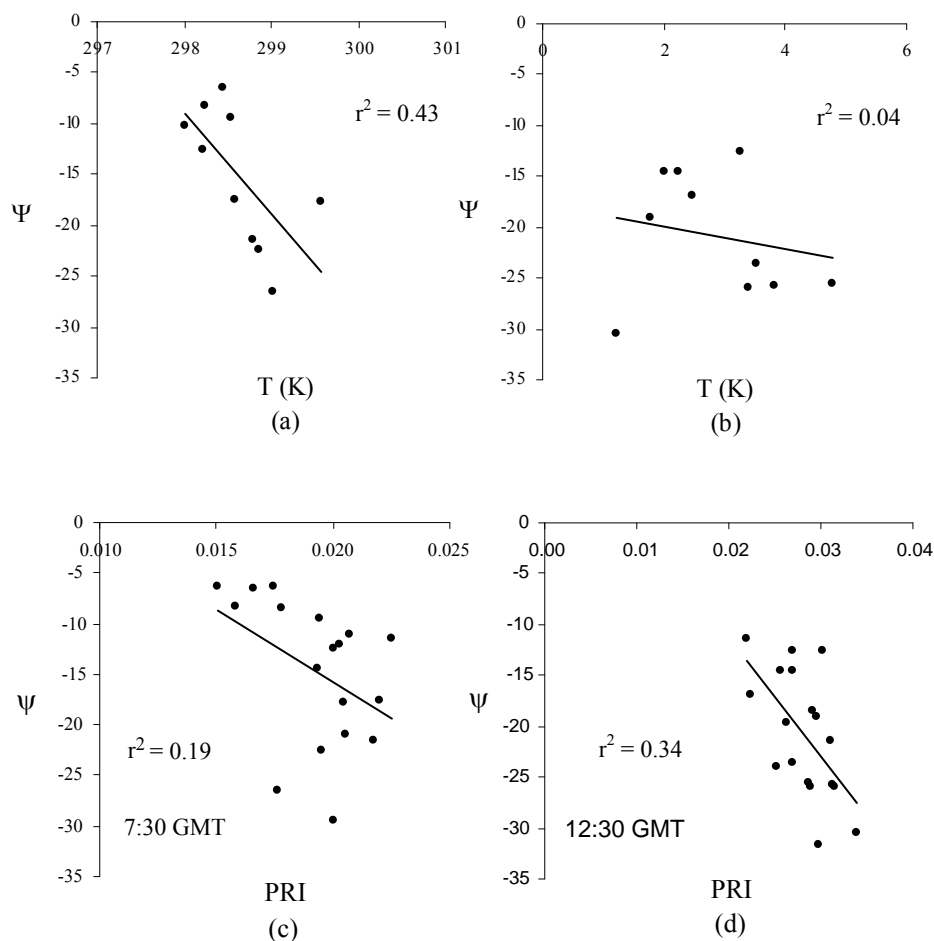 0
297 298 299 300 301
-5
-10
r² = 0.43
-15
Ψ
-20
-25
-30
-35
T (K)
(a)
0
0 2 4 6
-5
-10
r² = 0.04
-15
Ψ
-20
-25
-30
-35
T (K)
(b)
0
0.010 0.015 0.020 0.025
-5
-10
-15
ψ
-20
r² = 0.19
-25
-30
7:30 GMT
-35
PRI
(c)
0
0.00 0.01 0.02 0.03 0.04
-5
-10
-15
ψ
-20
r² = 0.34
-25
-30
12:30 GMT
-35
PRI
(d)